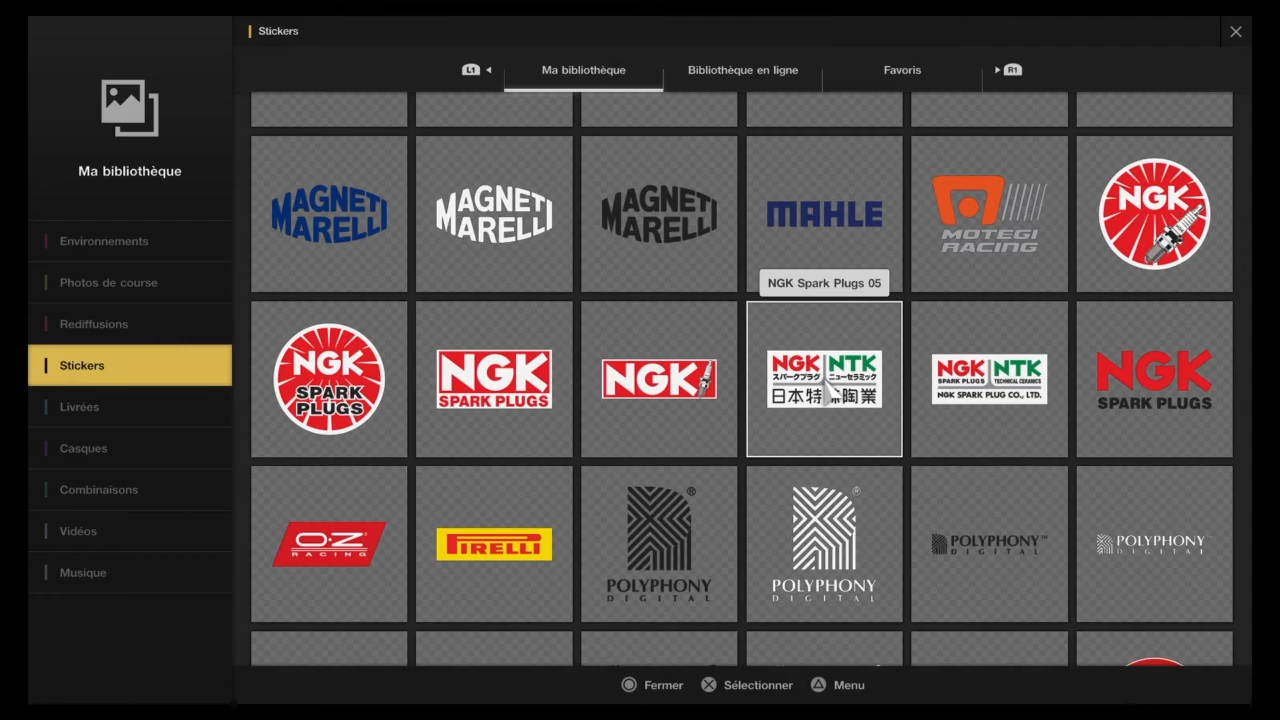 Stickers
L1
Ma bibliothèque
Bibliothèque en ligne
Favoris
R1
Ma bibliothèque
Environnements
Photos de course
Rediffusions
Stickers
Livrées
Casques
Combinaisons
Vidéos
Musique
MAGNETI
MARELLI
MAGNETI
MARELLI
MAGNETI
MARELLI
MAHLE
MOTEGI
RACING
NGK
NGK Spark Plugs 05
NGK
SPARK
PLUGS
NGK
SPARK PLUGS
NGK
NGK NTK
スパークプラグ ニューセラミック
日本特殊陶業
NGK NTK
SPARK PLUGS TECHNICAL CERAMICS
NGK SPARK PLUG CO., LTD.
NGK
SPARK PLUGS
O·Z
RACING
PIRELLI
®
POLYPHONY
DIGITAL
®
POLYPHONY
DIGITAL
POLYPHONY™
DIGITAL
POLYPHONY™
DIGITAL
Fermer
Sélectionner
Menu